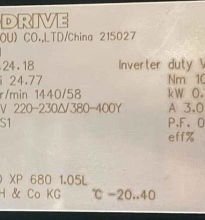 DRIVE
OU) CO.,LTD/China 215027
.24.18 Inverter duty V
i 24.77 Nm 10
r/min 1440/58 kW 0.
V 220-230Δ/380-400Y A 3.0
S1 P.F. 0
eff%
XP 680 1.05L
H & Co KG °C -20..40